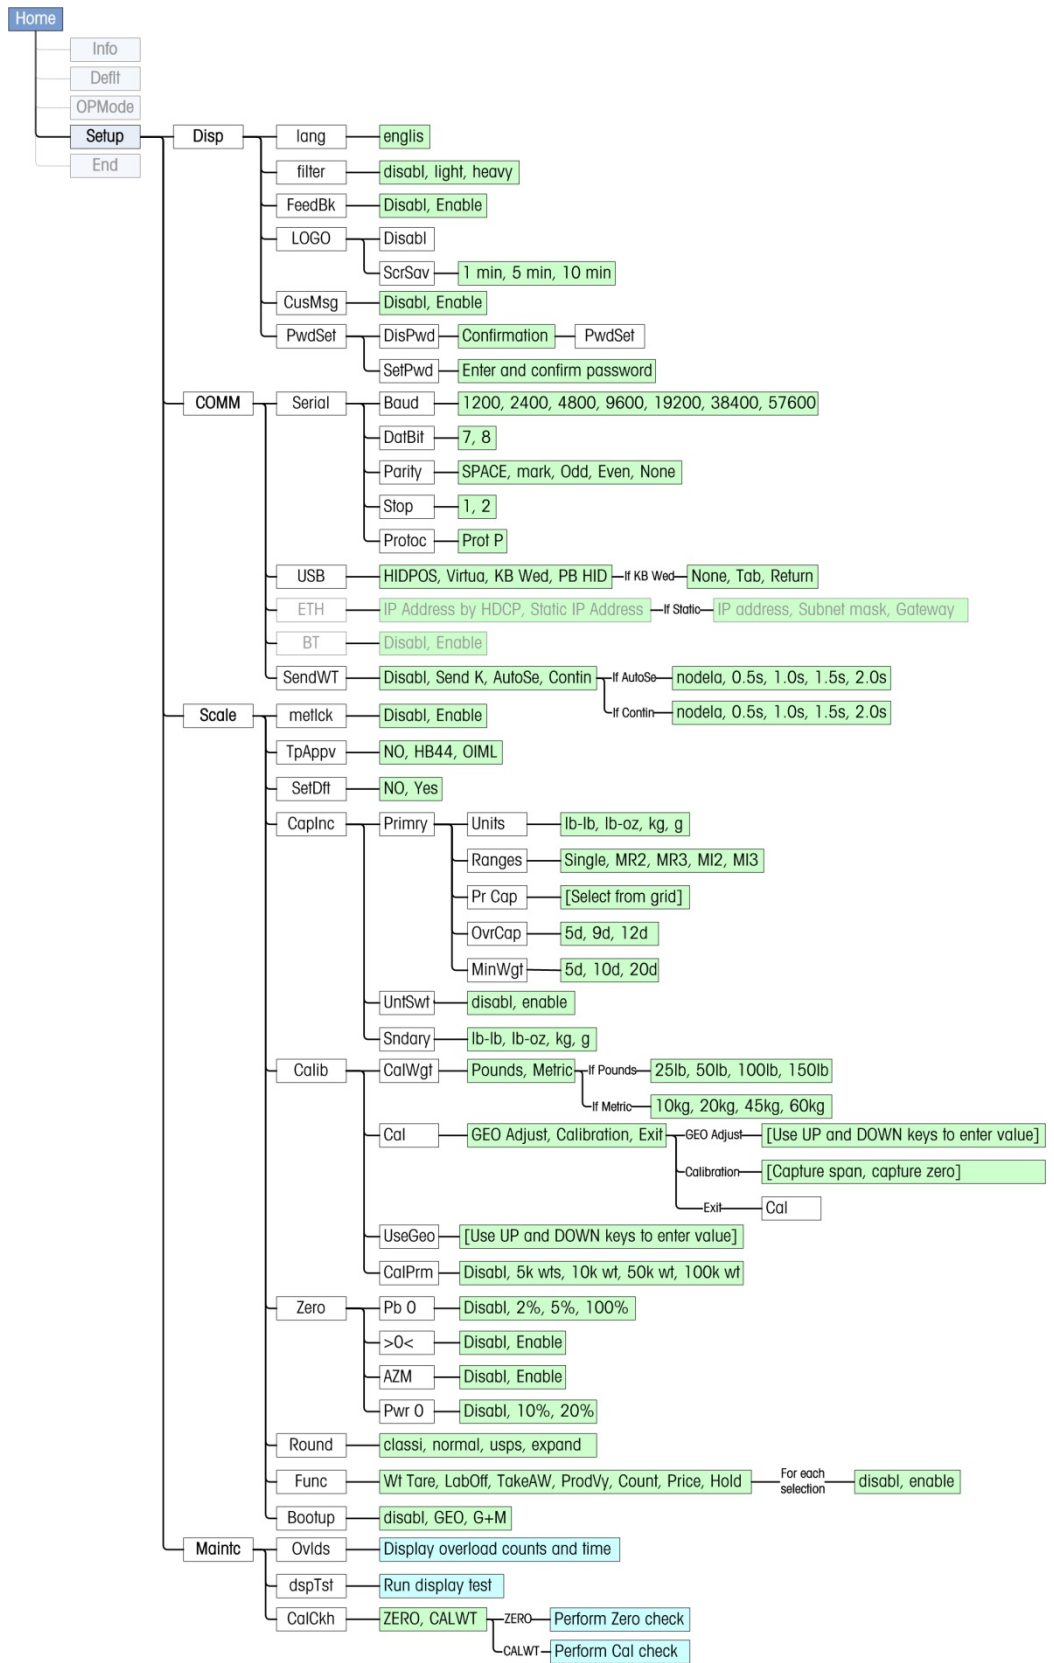 Home
Info
Deflt
OPMode
Setup Disp lang englis
End
filter disabl, light, heavy
FeedBk Disabl, Enable
LOGO Disabl
ScrSav 1 min, 5 min, 10 min
CusMsg Disabl, Enable
PwdSet DisPwd Confirmation PwdSet
SetPwd Enter and confirm password
COMM Serial Baud 1200, 2400, 4800, 9600, 19200, 38400, 57600
DatBit 7, 8
Parity SPACE, mark, Odd, Even, None
Stop 1, 2
Protoc Prot P
USB HIDPOS, Virtua, KB Wed, PB HID If KB Wed None, Tab, Return
ETH IP Address by HDCP, Static IP Address If Static IP address, Subnet mask, Gateway
BT Disabl, Enable
SendWT Disabl, Send K, AutoSe, Contin If AutoSe nodela, 0.5s, 1.0s, 1.5s, 2.0s
If Contin nodela, 0.5s, 1.0s, 1.5s, 2.0s
Scale metlck Disabl, Enable
TpAppv NO, HB44, OIML
SetDft NO, Yes
CapInc Primry Units lb-lb, lb-oz, kg, g
Ranges Single, MR2, MR3, MI2, MI3
Pr Cap [Select from grid]
OvrCap 5d, 9d, 12d
MinWgt 5d, 10d, 20d
UntSwt disabl, enable
Sndary lb-lb, lb-oz, kg, g
Calib CalWgt Pounds, Metric If Pounds 25lb, 50lb, 100lb, 150lb
If Metric 10kg, 20kg, 45kg, 60kg
Cal GEO Adjust, Calibration, Exit GEO Adjust [Use UP and DOWN keys to enter value]
Calibration [Capture span, capture zero]
Exit Cal
UseGeo [Use UP and DOWN keys to enter value]
CalPrm Disabl, 5k wts, 10k wt, 50k wt, 100k wt
Zero Pb 0 Disabl, 2%, 5%, 100%
>0< Disabl, Enable
AZM Disabl, Enable
Pwr 0 Disabl, 10%, 20%
Round classi, normal, usps, expand
Func Wt Tare, LabOff, TakeAW, ProdVy, Count, Price, Hold For each selection disabl, enable
Bootup disabl, GEO, G+M
Maintc Ovlds Display overload counts and time
dspTst Run display test
CalCkh ZERO, CALWT ZERO Perform Zero check
CALWT Perform Cal check